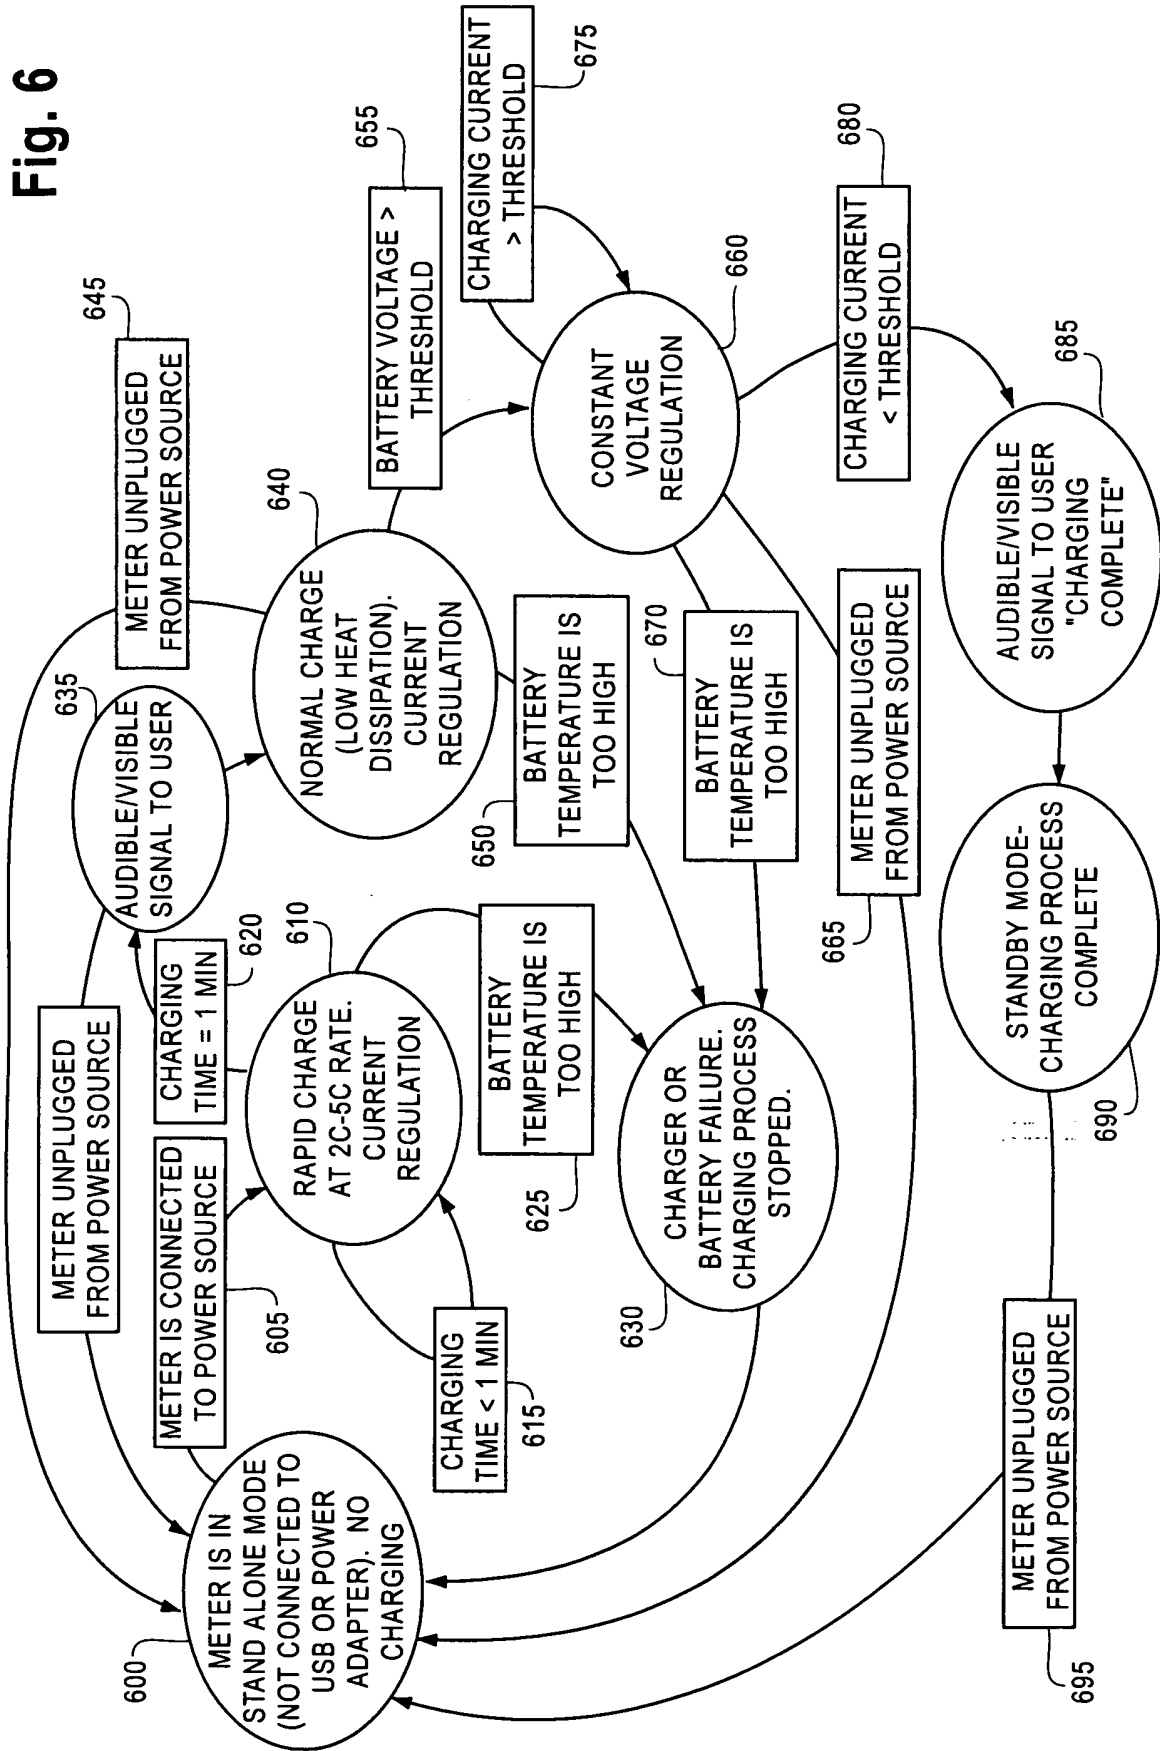 Fig. 6
645
METER UNPLUGGED
FROM POWER SOURCE
635
AUDIBLE/VISIBLE
SIGNAL TO USER
METER UNPLUGGED
FROM POWER SOURCE
620
CHARGING
TIME = 1 MIN
METER IS CONNECTED
TO POWER SOURCE
605
600
METER IS IN
STAND ALONE MODE
(NOT CONNECTED TO
USB OR POWER
ADAPTER). NO
CHARGING
610
RAPID CHARGE
AT 2C-5C RATE.
CURRENT
REGULATION
CHARGING
TIME < 1 MIN
615
640
NORMAL CHARGE
(LOW HEAT
DISSIPATION).
CURRENT
REGULATION
655
BATTERY VOLTAGE >
THRESHOLD
CHARGING CURRENT
> THRESHOLD
675
BATTERY
TEMPERATURE IS
TOO HIGH
625
650
BATTERY
TEMPERATURE IS
TOO HIGH
660
CONSTANT
VOLTAGE
REGULATION
630
CHARGER OR
BATTERY FAILURE.
CHARGING PROCESS
STOPPED.
670
BATTERY
TEMPERATURE IS
TOO HIGH
METER UNPLUGGED
FROM POWER SOURCE
665
680
CHARGING CURRENT
< THRESHOLD
685
AUDIBLE/VISIBLE
SIGNAL TO USER
"CHARGING
COMPLETE"
STANDBY MODE-
CHARGING PROCESS
COMPLETE
690
METER UNPLUGGED
FROM POWER SOURCE
695